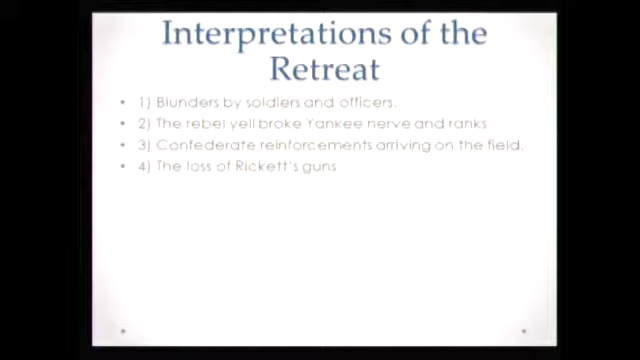 Interpretations of the
Retreat
• 1) Blunders by soldiers and officers.
• 2) The rebel yell broke Yankee nerve and ranks
• 3) Confederate reinforcements arriving on the field.
• 4) The loss of Rickett's guns